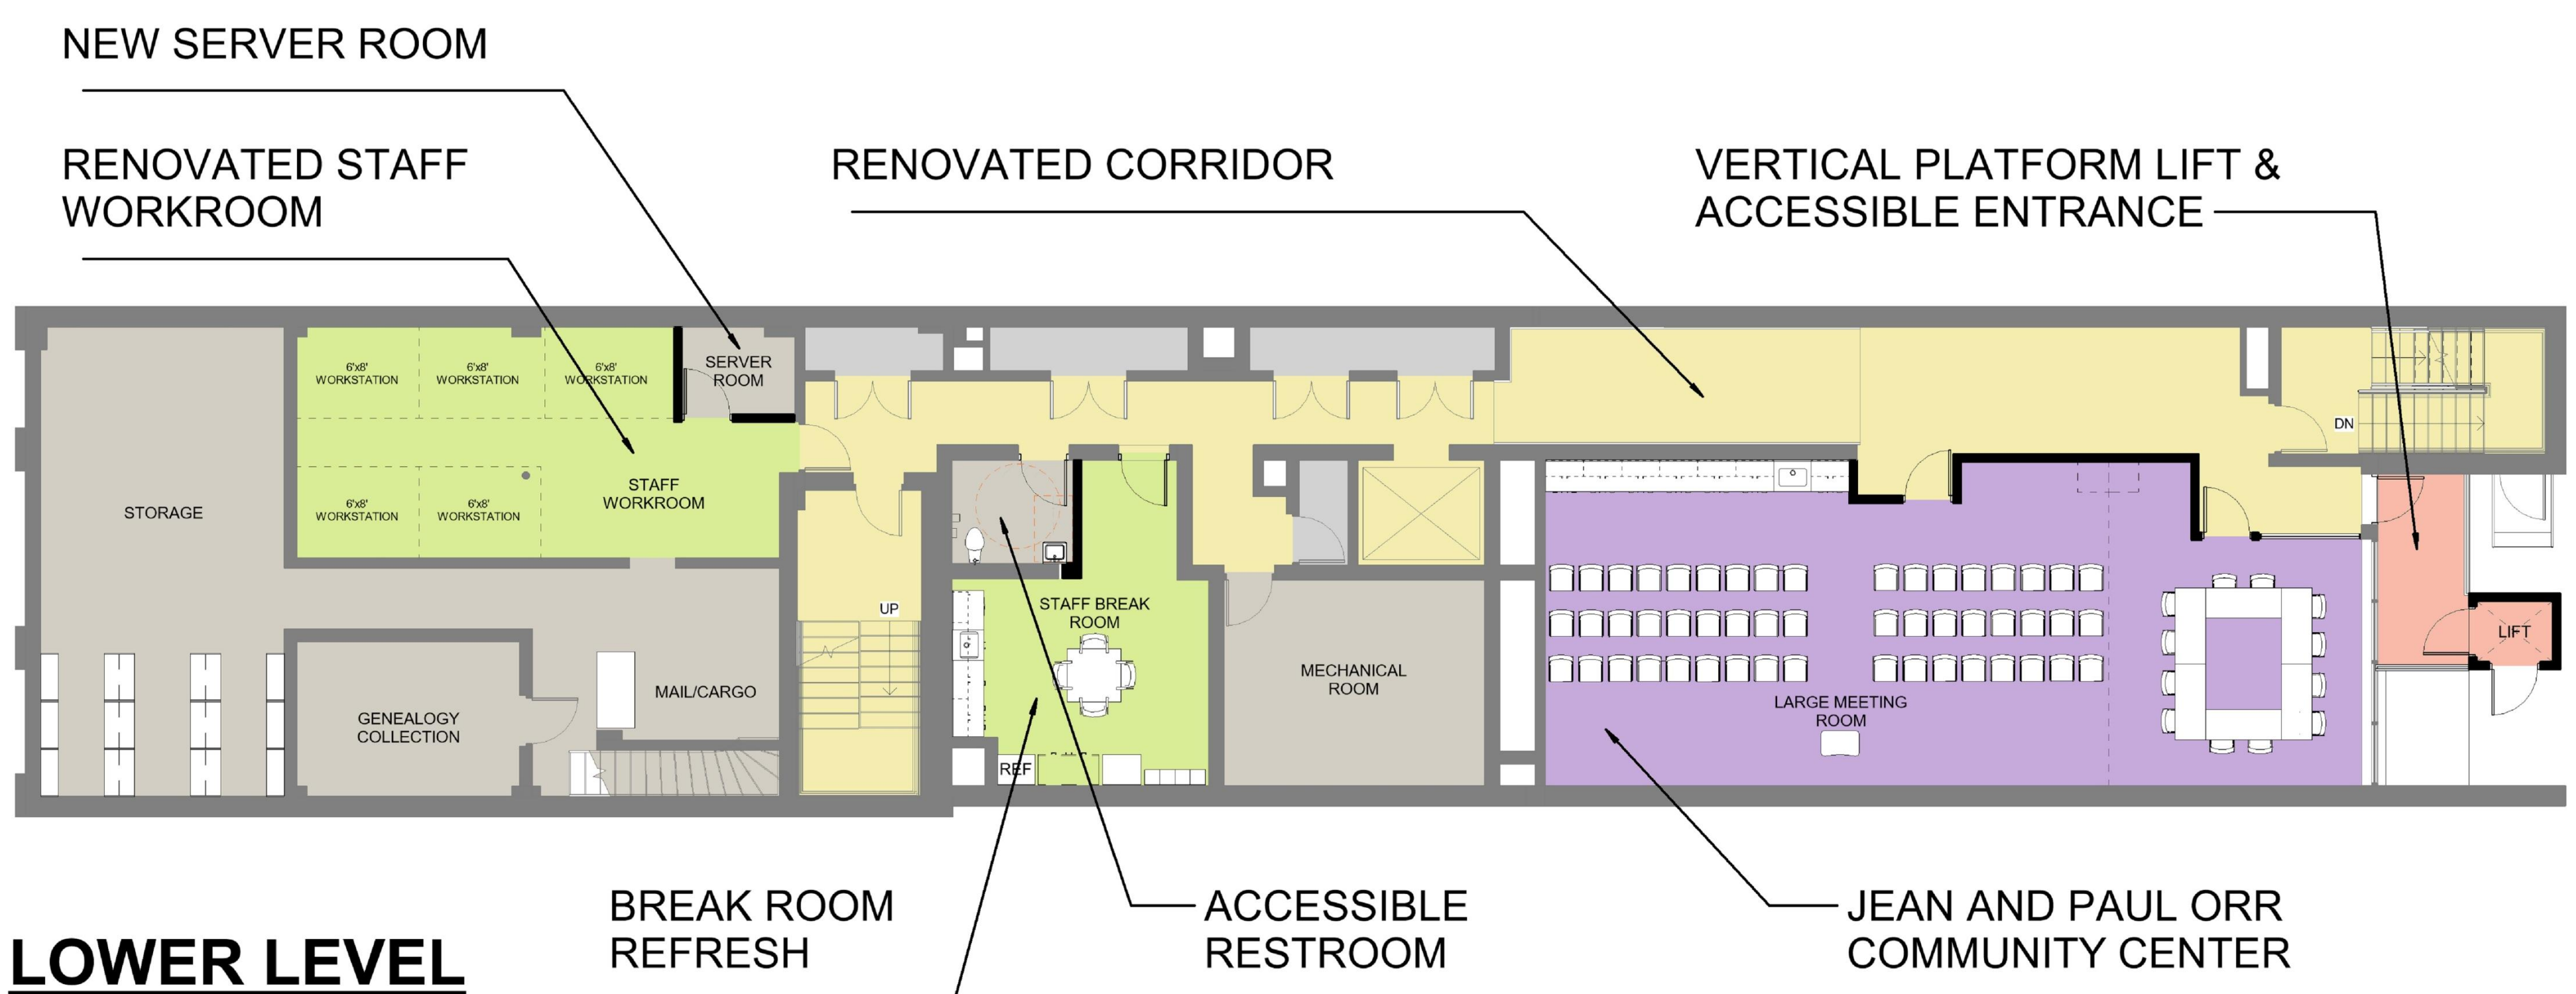 NEW SERVER ROOM
RENOVATED STAFF
WORKROOM
RENOVATED CORRIDOR
VERTICAL PLATFORM LIFT &
ACCESSIBLE ENTRANCE
6'x8'
WORKSTATION
6'x8'
WORKSTATION
6'x8'
WORKSTATION
SERVER
ROOM
DN
STORAGE
6'x8'
WORKSTATION
6'x8'
WORKSTATION
STAFF
WORKROOM
UP
STAFF BREAK
ROOM
LIFT
MECHANICAL
ROOM
MAIL/CARGO
GENEALOGY
COLLECTION
LARGE MEETING
ROOM
REF
BREAK ROOM
REFRESH
ACCESSIBLE
RESTROOM
JEAN AND PAUL ORR
COMMUNITY CENTER
LOWER LEVEL